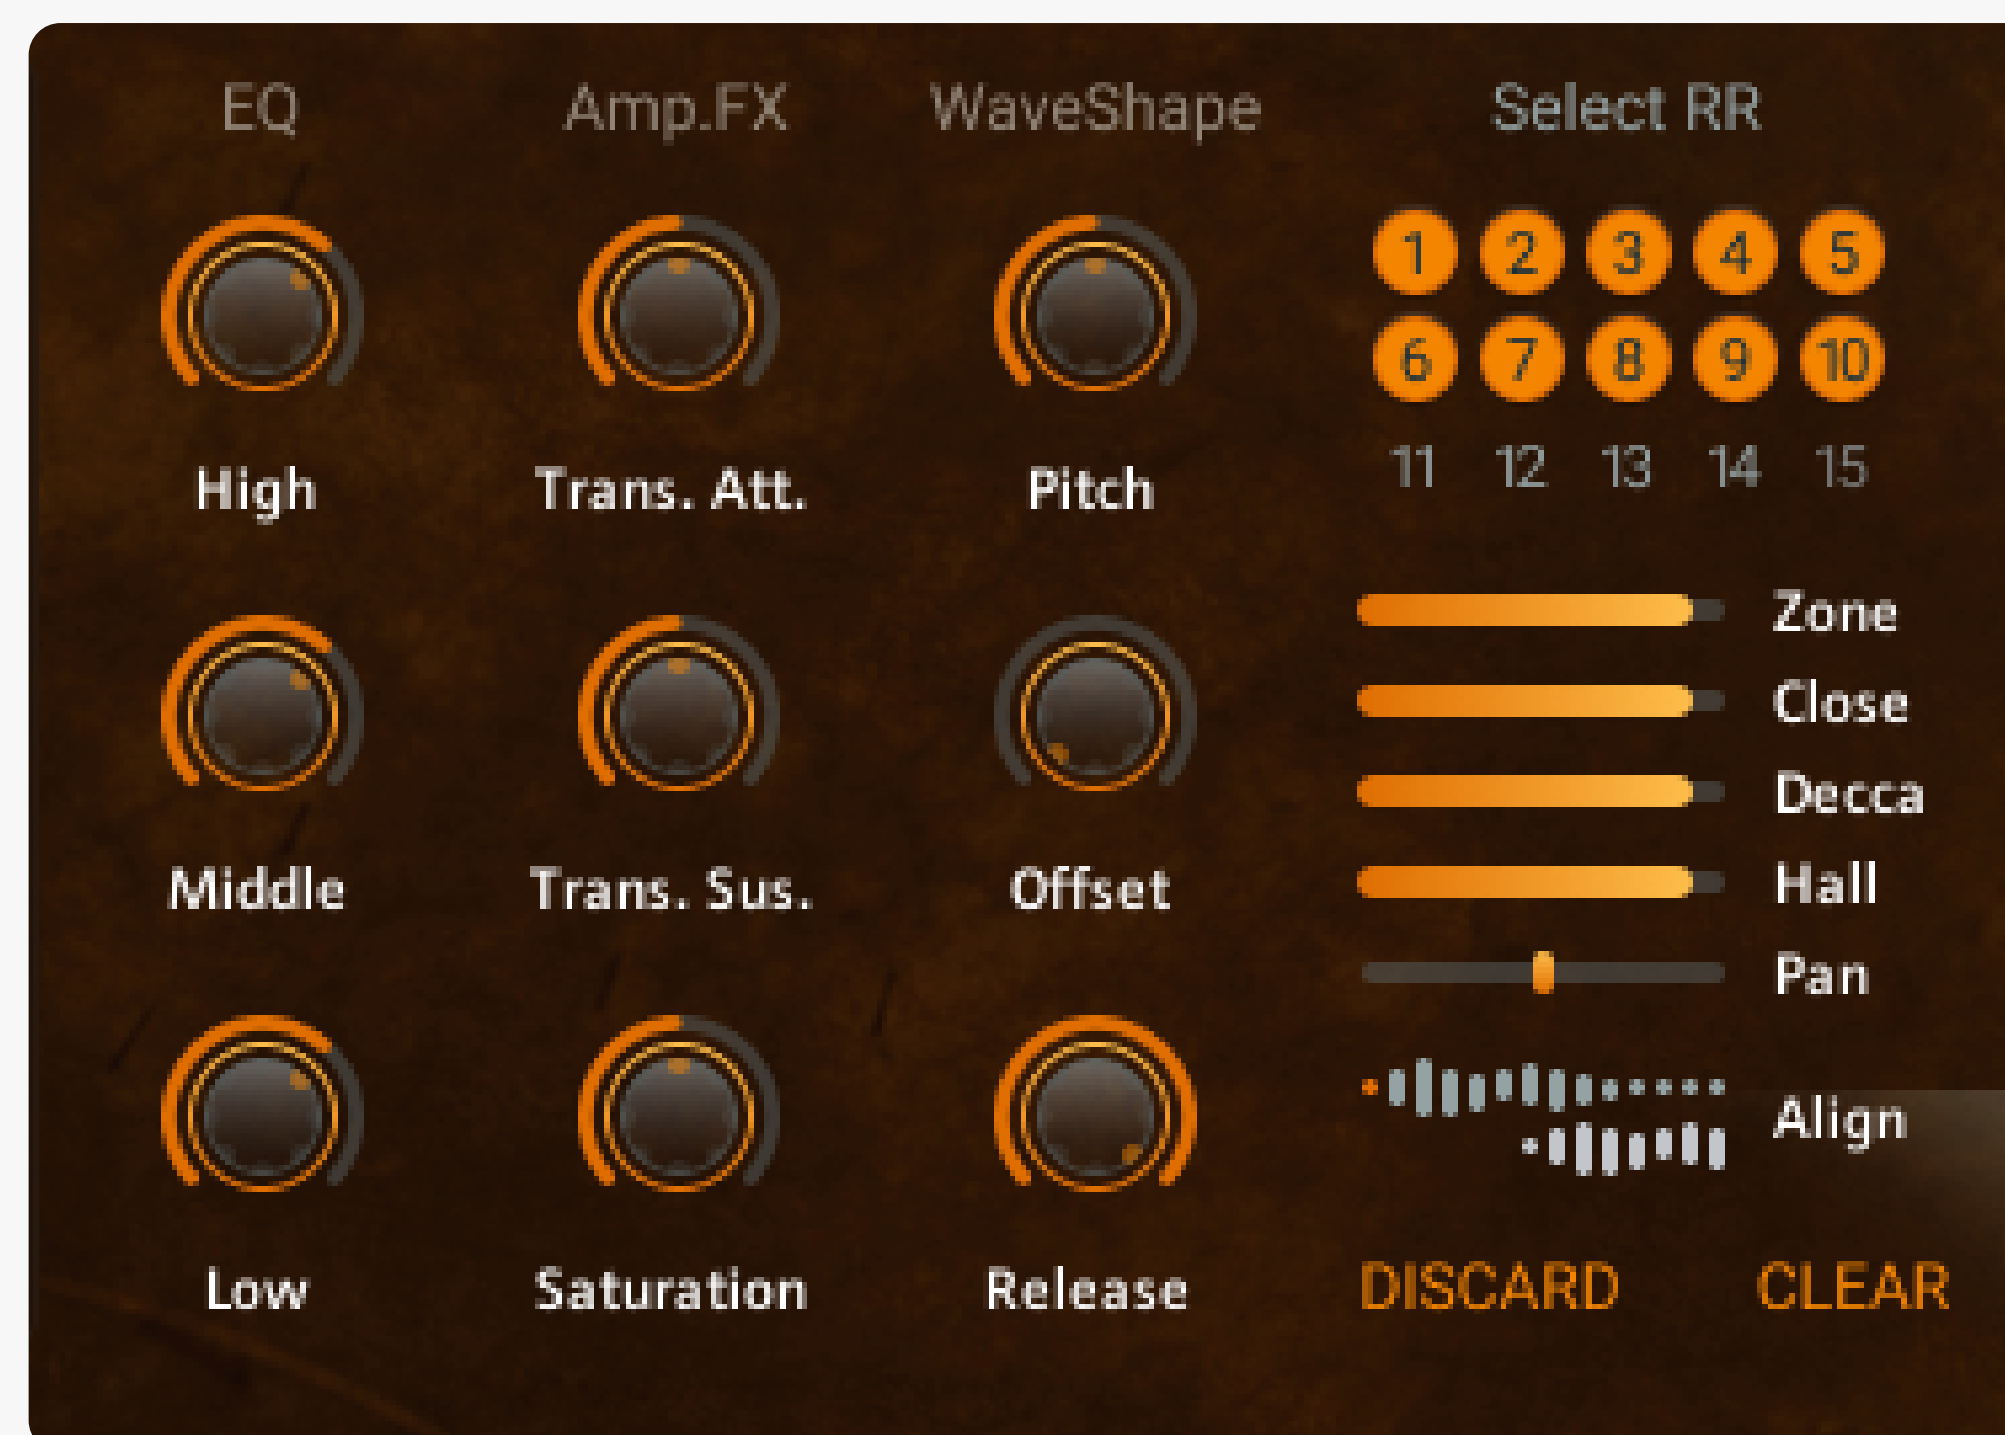 EQ Amp.FX WaveShape Select RR
1 2 3 4 5
6 7 8 9 10
11 12 13 14 15
High Trans. Att. Pitch
Zone
Close
Decca
Hall
Pan
Middle Trans. Sus. Offset
Align
Low Saturation Release
DISCARD CLEAR